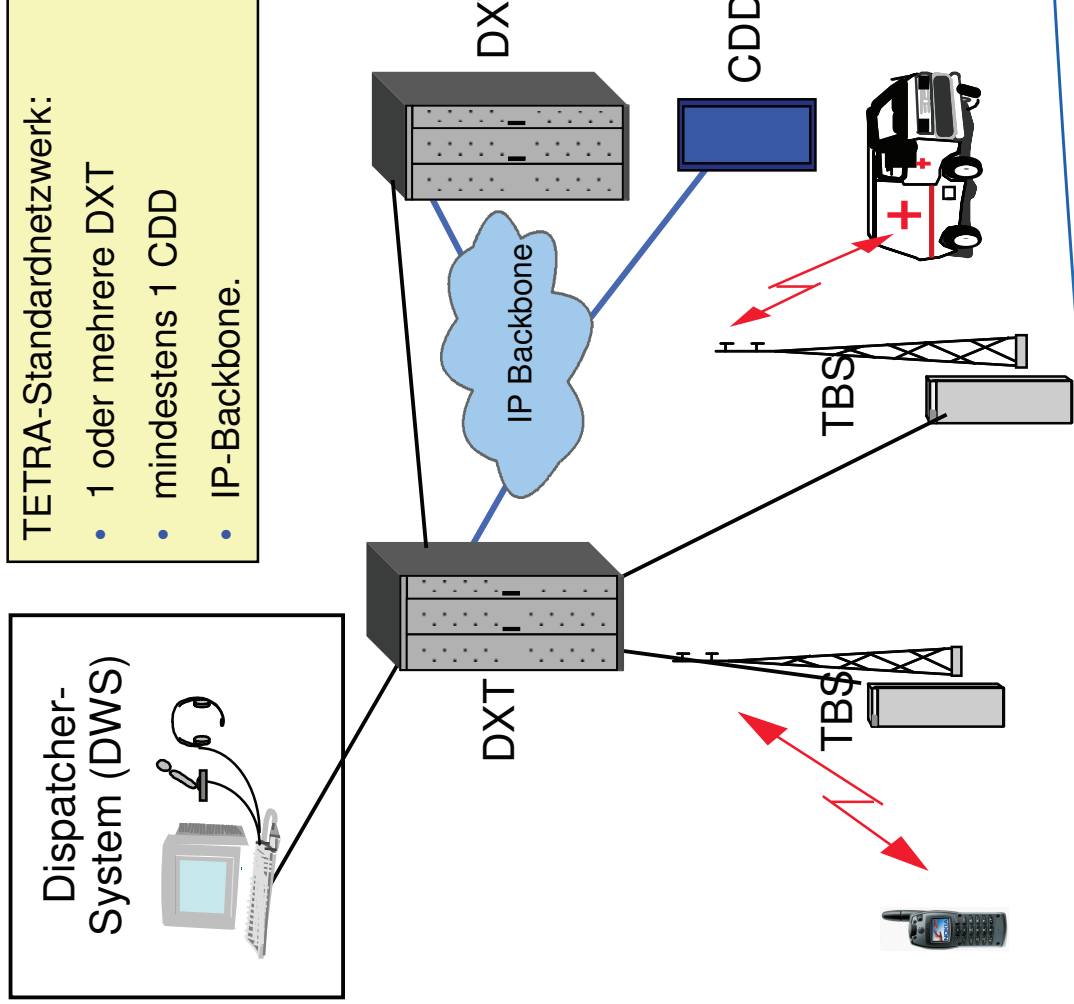 Dispatcher-
System (DWS)
TETRA-Standardnetzwerk:
• 1 oder mehrere DXT
• mindestens 1 CDD
• IP-Backbone.
DXT
IP Backbone
DX
CDD
TBS
TBS